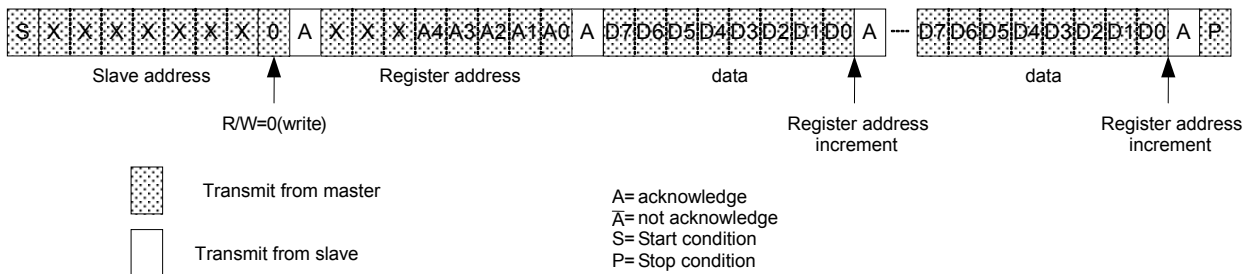 S X X X X X X X 0 A X X X A4 A3 A2 A1 A0 A D7 D6 D5 D4 D3 D2 D1 D0 A ---- D7 D6 D5 D4 D3 D2 D1 D0 A P
Slave address Register address data data
R/W=0(write)
Register address
increment
Register address
increment
Transmit from master
Transmit from slave
A= acknowledge
A̅= not acknowledge
S= Start condition
P= Stop condition